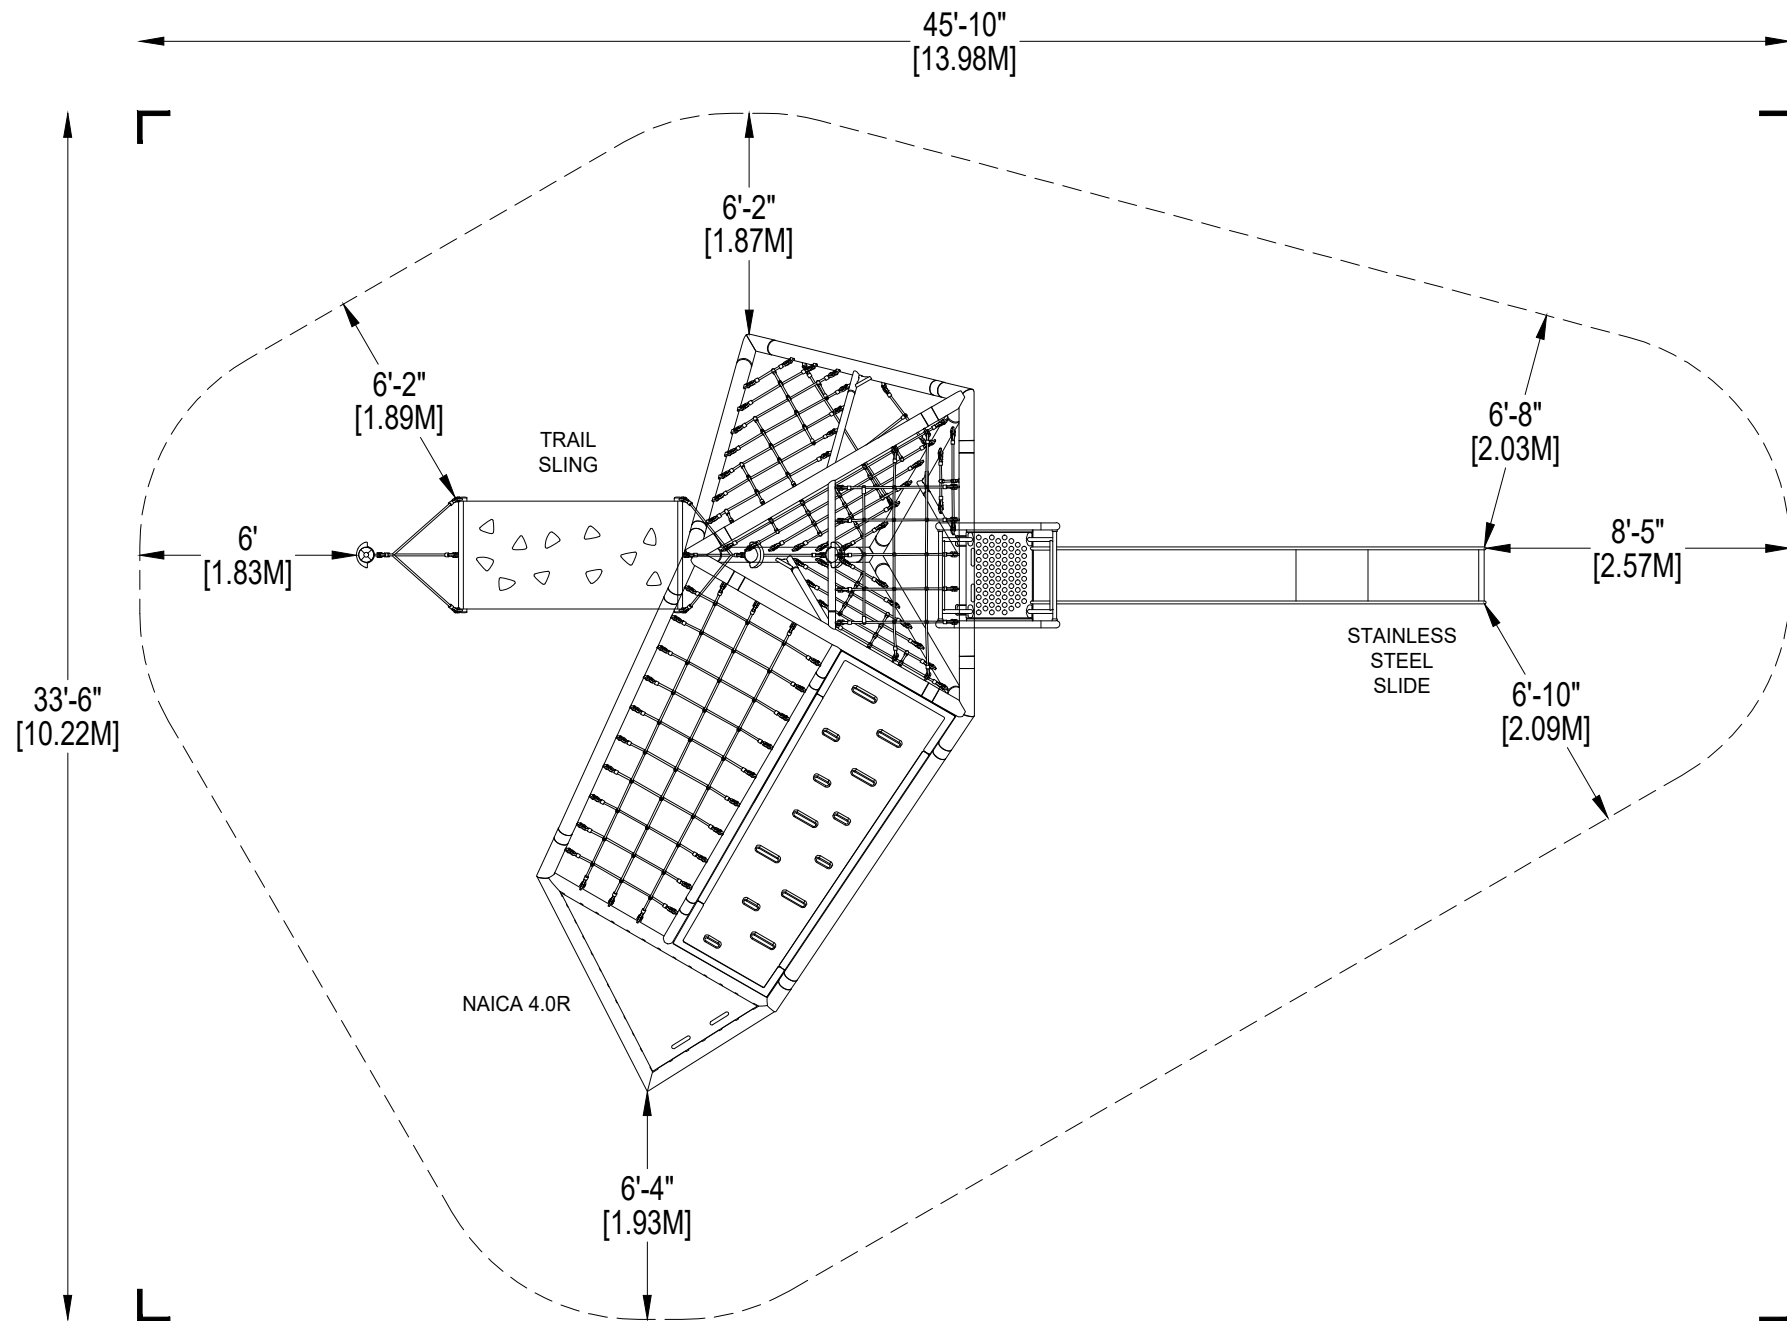 45'-10"
[13.98M]
6'-2"
[1.87M]
6'-2"
[1.89M]
TRAIL
SLING
6'-8"
[2.03M]
6'
[1.83M]
8'-5"
[2.57M]
STAINLESS
STEEL
SLIDE
33'-6"
[10.22M]
6'-10"
[2.09M]
NAICA 4.0R
6'-4"
[1.93M]